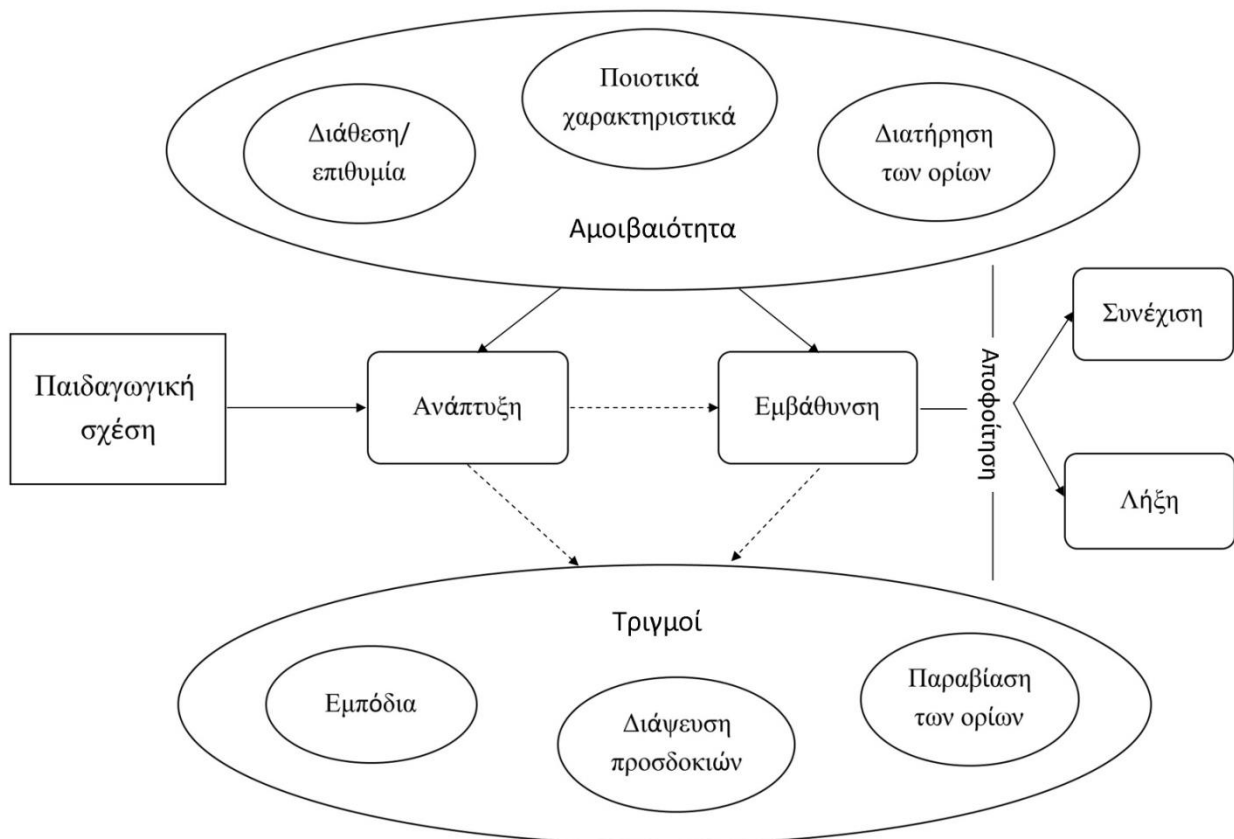 Ποιοτικά
χαρακτηριστικά
Διάθεση/
επιθυμία
Διατήρηση
των ορίων
Αμοιβαιότητα
Συνέχιση
Παιδαγωγική
σχέση
Ανάπτυξη
Εμβάθυνση
Αποφοίτηση
Λήξη
Τριγμοί
Εμπόδια
Διάψευση
προσδοκιών
Παραβίαση
των ορίων